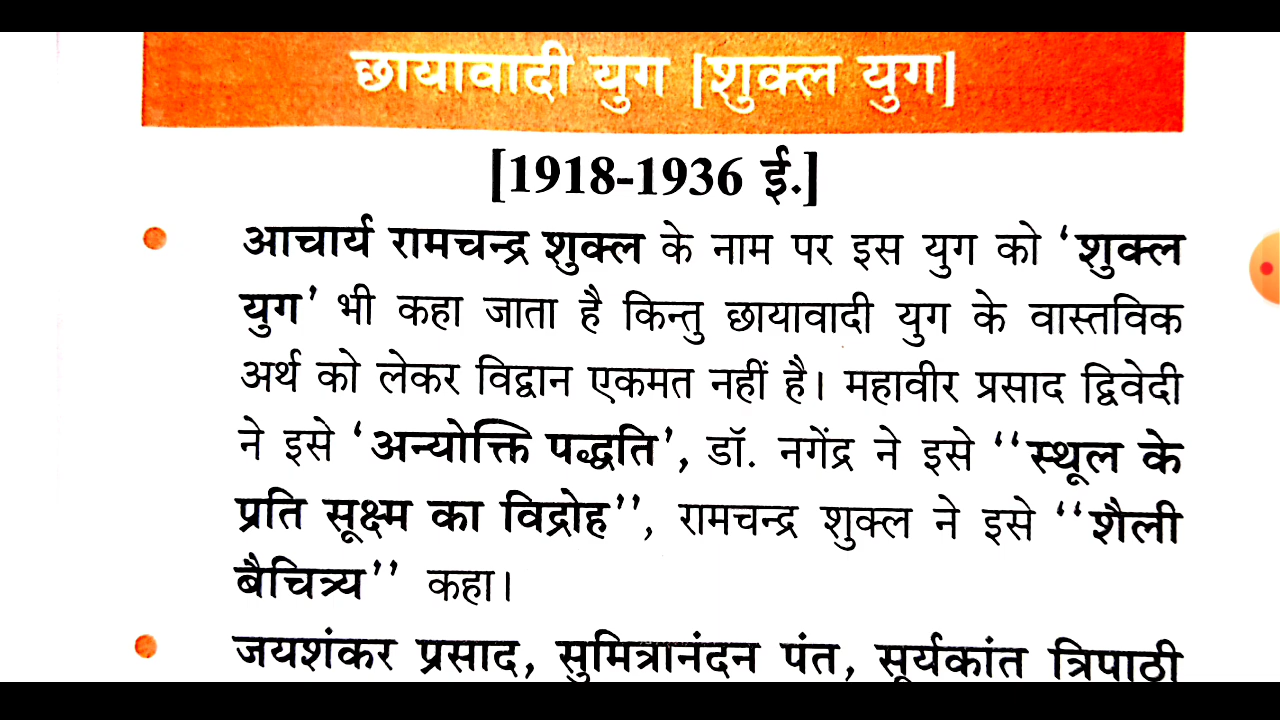 छायावादी युग [शुक्ल युग]
[1918-1936 ई.]
आचार्य रामचन्द्र शुक्ल के नाम पर इस युग को ‘शुक्ल
युग’ भी कहा जाता है किन्तु छायावादी युग के वास्तविक
अर्थ को लेकर विद्वान एकमत नहीं है। महावीर प्रसाद द्विवेदी
ने इसे ‘अन्योक्ति पद्धति’, डॉ. नगेंद्र ने इसे ‘‘स्थूल के
प्रति सूक्ष्म का विद्रोह’’, रामचन्द्र शुक्ल ने इसे ‘‘शैली
बैचित्र्य’’ कहा।
जयशंकर प्रसाद, सुमित्रानंदन पंत, सूर्यकांत त्रिपाठी